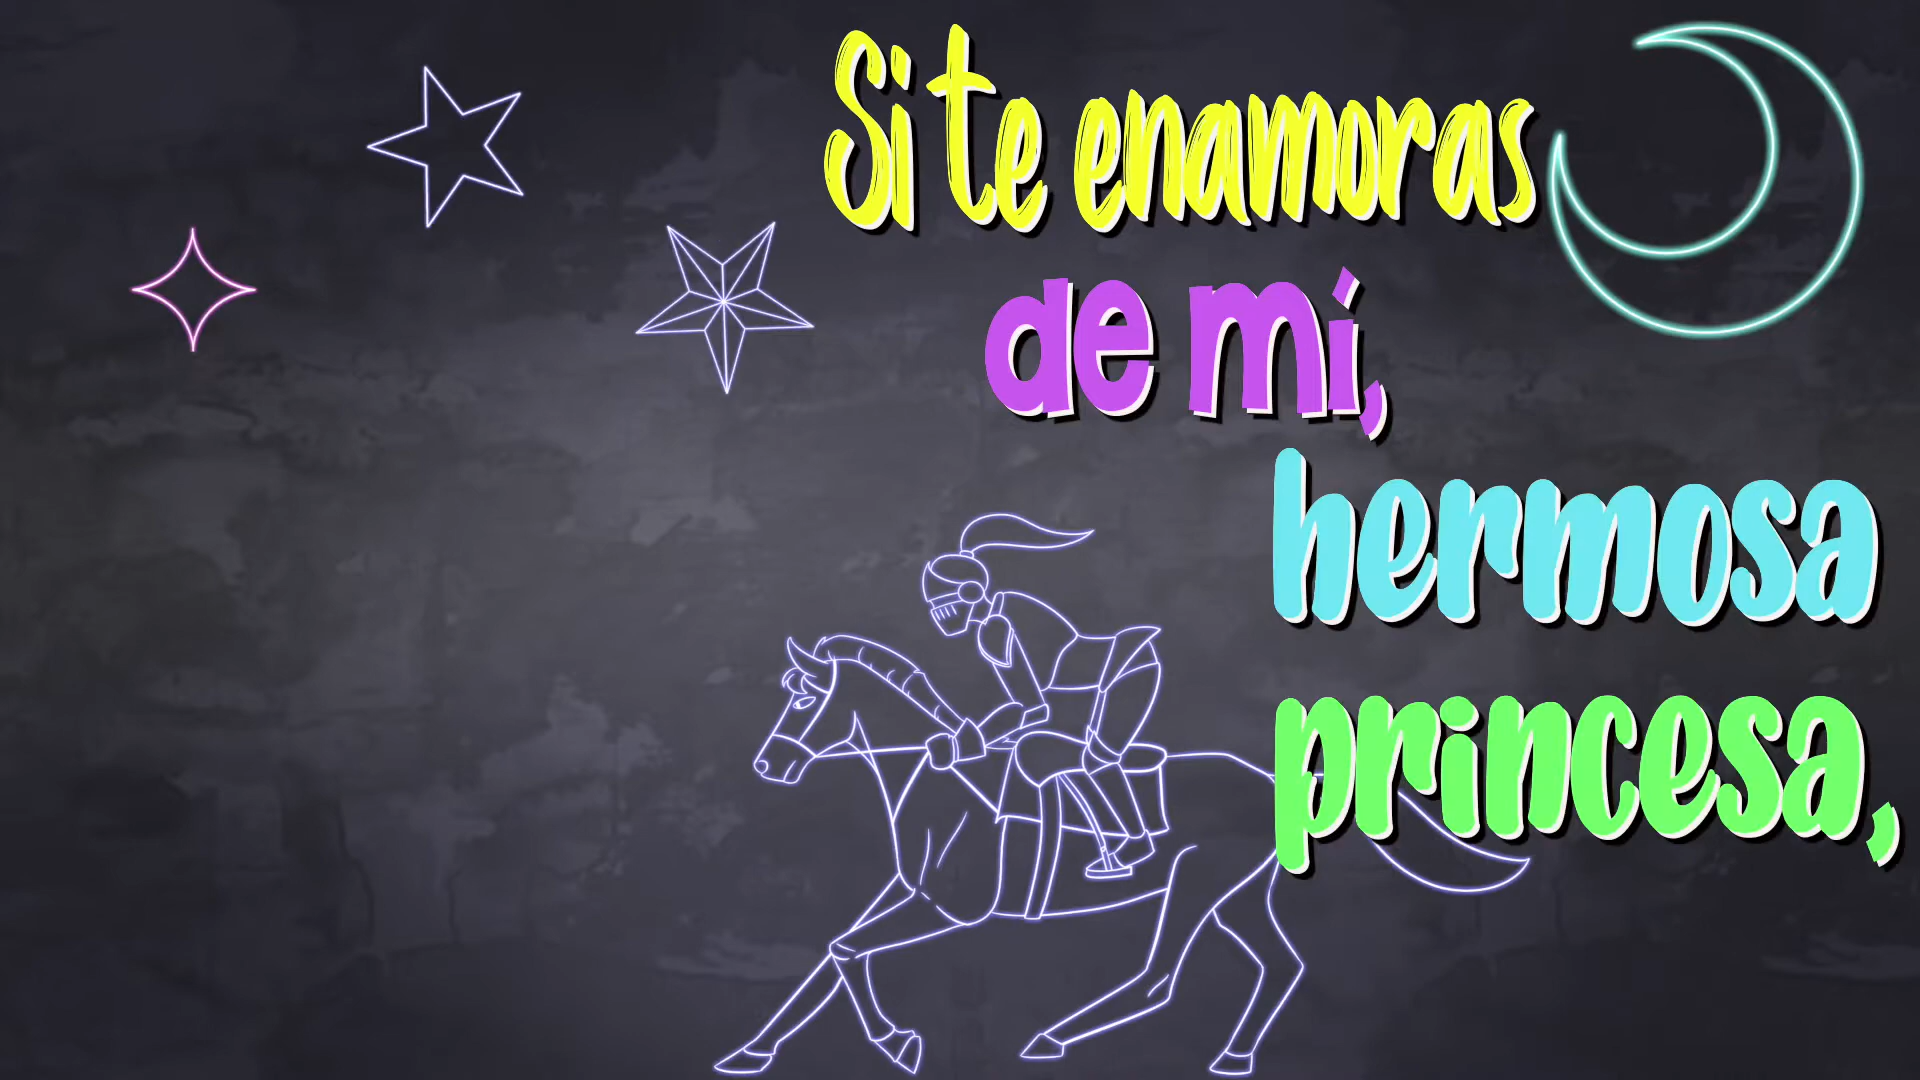 Si te enamoras
de mí,
hermosa
princesa,